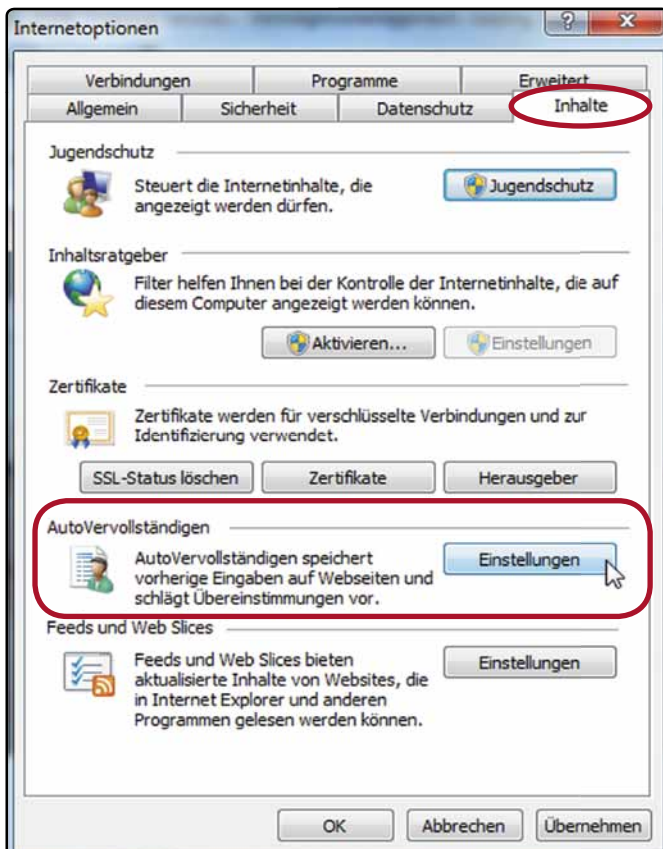 Internetoptionen
Verbindungen Programme Erweitert
Allgemein Sicherheit Datenschutz Inhalte
Jugendschutz
Steuert die Internetinhalte, die
angezeigt werden dürfen.
Jugendschutz
Inhaltsratgeber
Filter helfen Ihnen bei der Kontrolle der Internetinhalte, die auf
diesem Computer angezeigt werden können.
Aktivieren... Einstellungen
Zertifikate
Zertifikate werden für verschlüsselte Verbindungen und zur
Identifizierung verwendet.
SSL-Status löschen Zertifikate Herausgeber
AutoVervollständigen
AutoVervollständigen speichert
vorherige Eingaben auf Webseiten und
schlägt Übereinstimmungen vor.
Einstellungen
Feeds und Web Slices
Feeds und Web Slices bieten
aktualisierte Inhalte von Websites, die
in Internet Explorer und anderen
Programmen gelesen werden können.
Einstellungen
OK Abbrechen Übernehmen